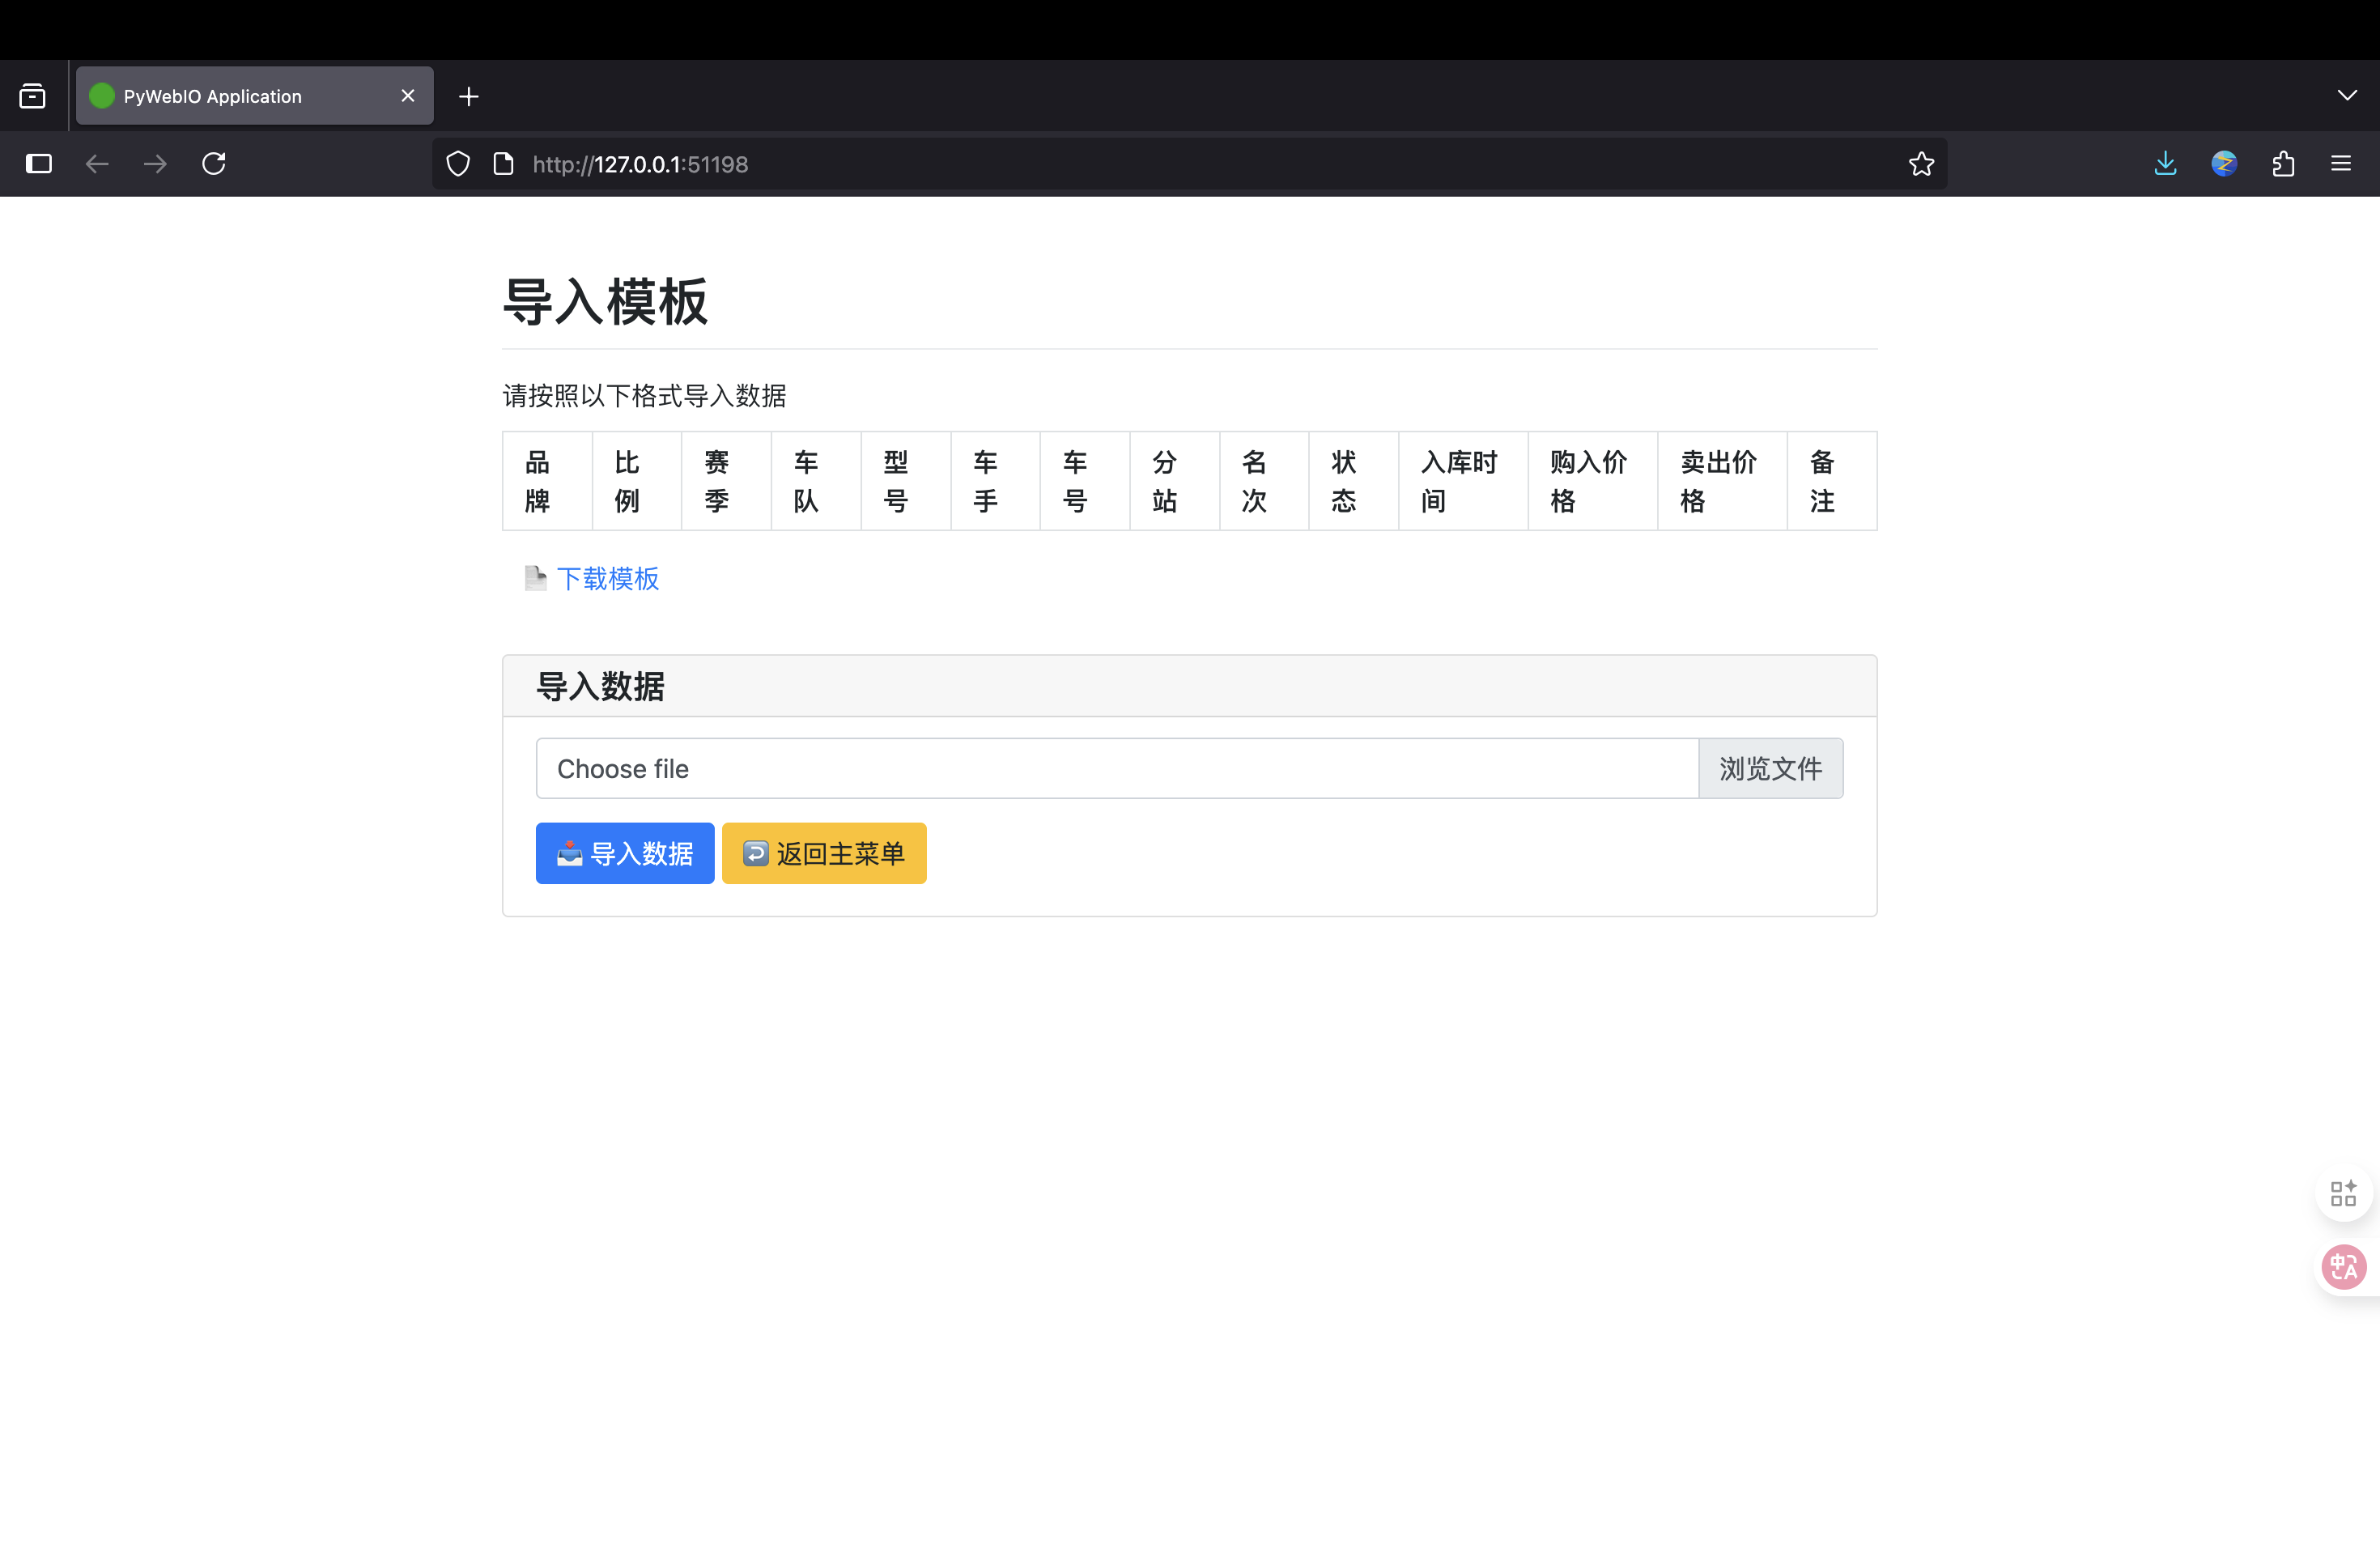 PyWebIO Application
http://127.0.0.1:51198
导入模板
请按照以下格式导入数据
品牌 比例 赛季 车队 型号 车手 车号 分站 名次 状态 入库时间 购入价格 卖出价格 备注
下载模板
导入数据
Choose file 浏览文件
导入数据 返回主菜单
中A